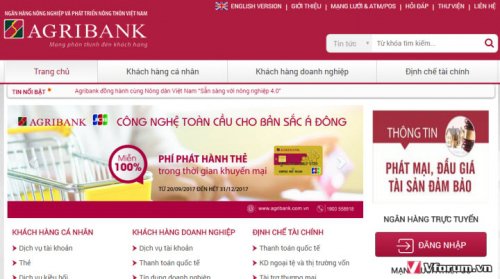 ENGLISH VERSION | GIỚI THIỆU | MẠNG LƯỚI & ATM/POS | HỎI ĐÁP | THƯ VIỆN | LIÊN HỆ
NGÂN HÀNG NÔNG NGHIỆP VÀ PHÁT TRIỂN NÔNG THÔN VIỆT NAM
AGRIBANK
Mang phồn thịnh đến khách hàng
Tin tức
Từ khóa tìm kiếm...
Trang chủ
Khách hàng cá nhân
Khách hàng doanh nghiệp
Định chế tài chính
TIN NỔI BẬT
Agribank đồng hành cùng Nông dân Việt Nam "Sẵn sàng với nông nghiệp 4.0"
AGRIBANK JCB CÔNG NGHỆ TOÀN CẦU CHO BẢN SẮC Á ĐÔNG
Miễn
100%
PHÍ PHÁT HÀNH THẺ
trong thời gian khuyến mại
TỪ 20/09/2017 ĐẾN HẾT 31/12/2017
www.agribank.com.vn
1900 558818
THÔNG TIN
PHÁT MẠI, ĐẤU GIÁ
TÀI SẢN ĐẢM BẢO
NGÂN HÀNG TRỰC TUYẾN
ĐĂNG NHẬP
KHÁCH HÀNG CÁ NHÂN
Dịch vụ tài khoản
Thẻ
Dịch vụ kiều hối
KHÁCH HÀNG DOANH NGHIỆP
Dịch vụ tài khoản
Thanh toán quốc tế
Tín dụng doanh nghiệp
ĐỊNH CHẾ TÀI CHÍNH
Thanh toán quốc tế
KD ngoại tệ và thị trường vốn
Tài trợ thương mại
MẠNG
Vforum.vn